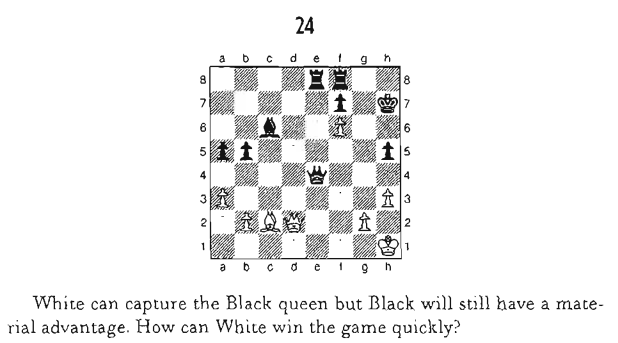 24
a b c d e f g h
8 8
7 7
6 6
5 5
4 4
3 3
2 2
1 1
a b c d e f g h
White can capture the Black queen but Black will still have a mate-
rial advantage. How can White win the game quickly?